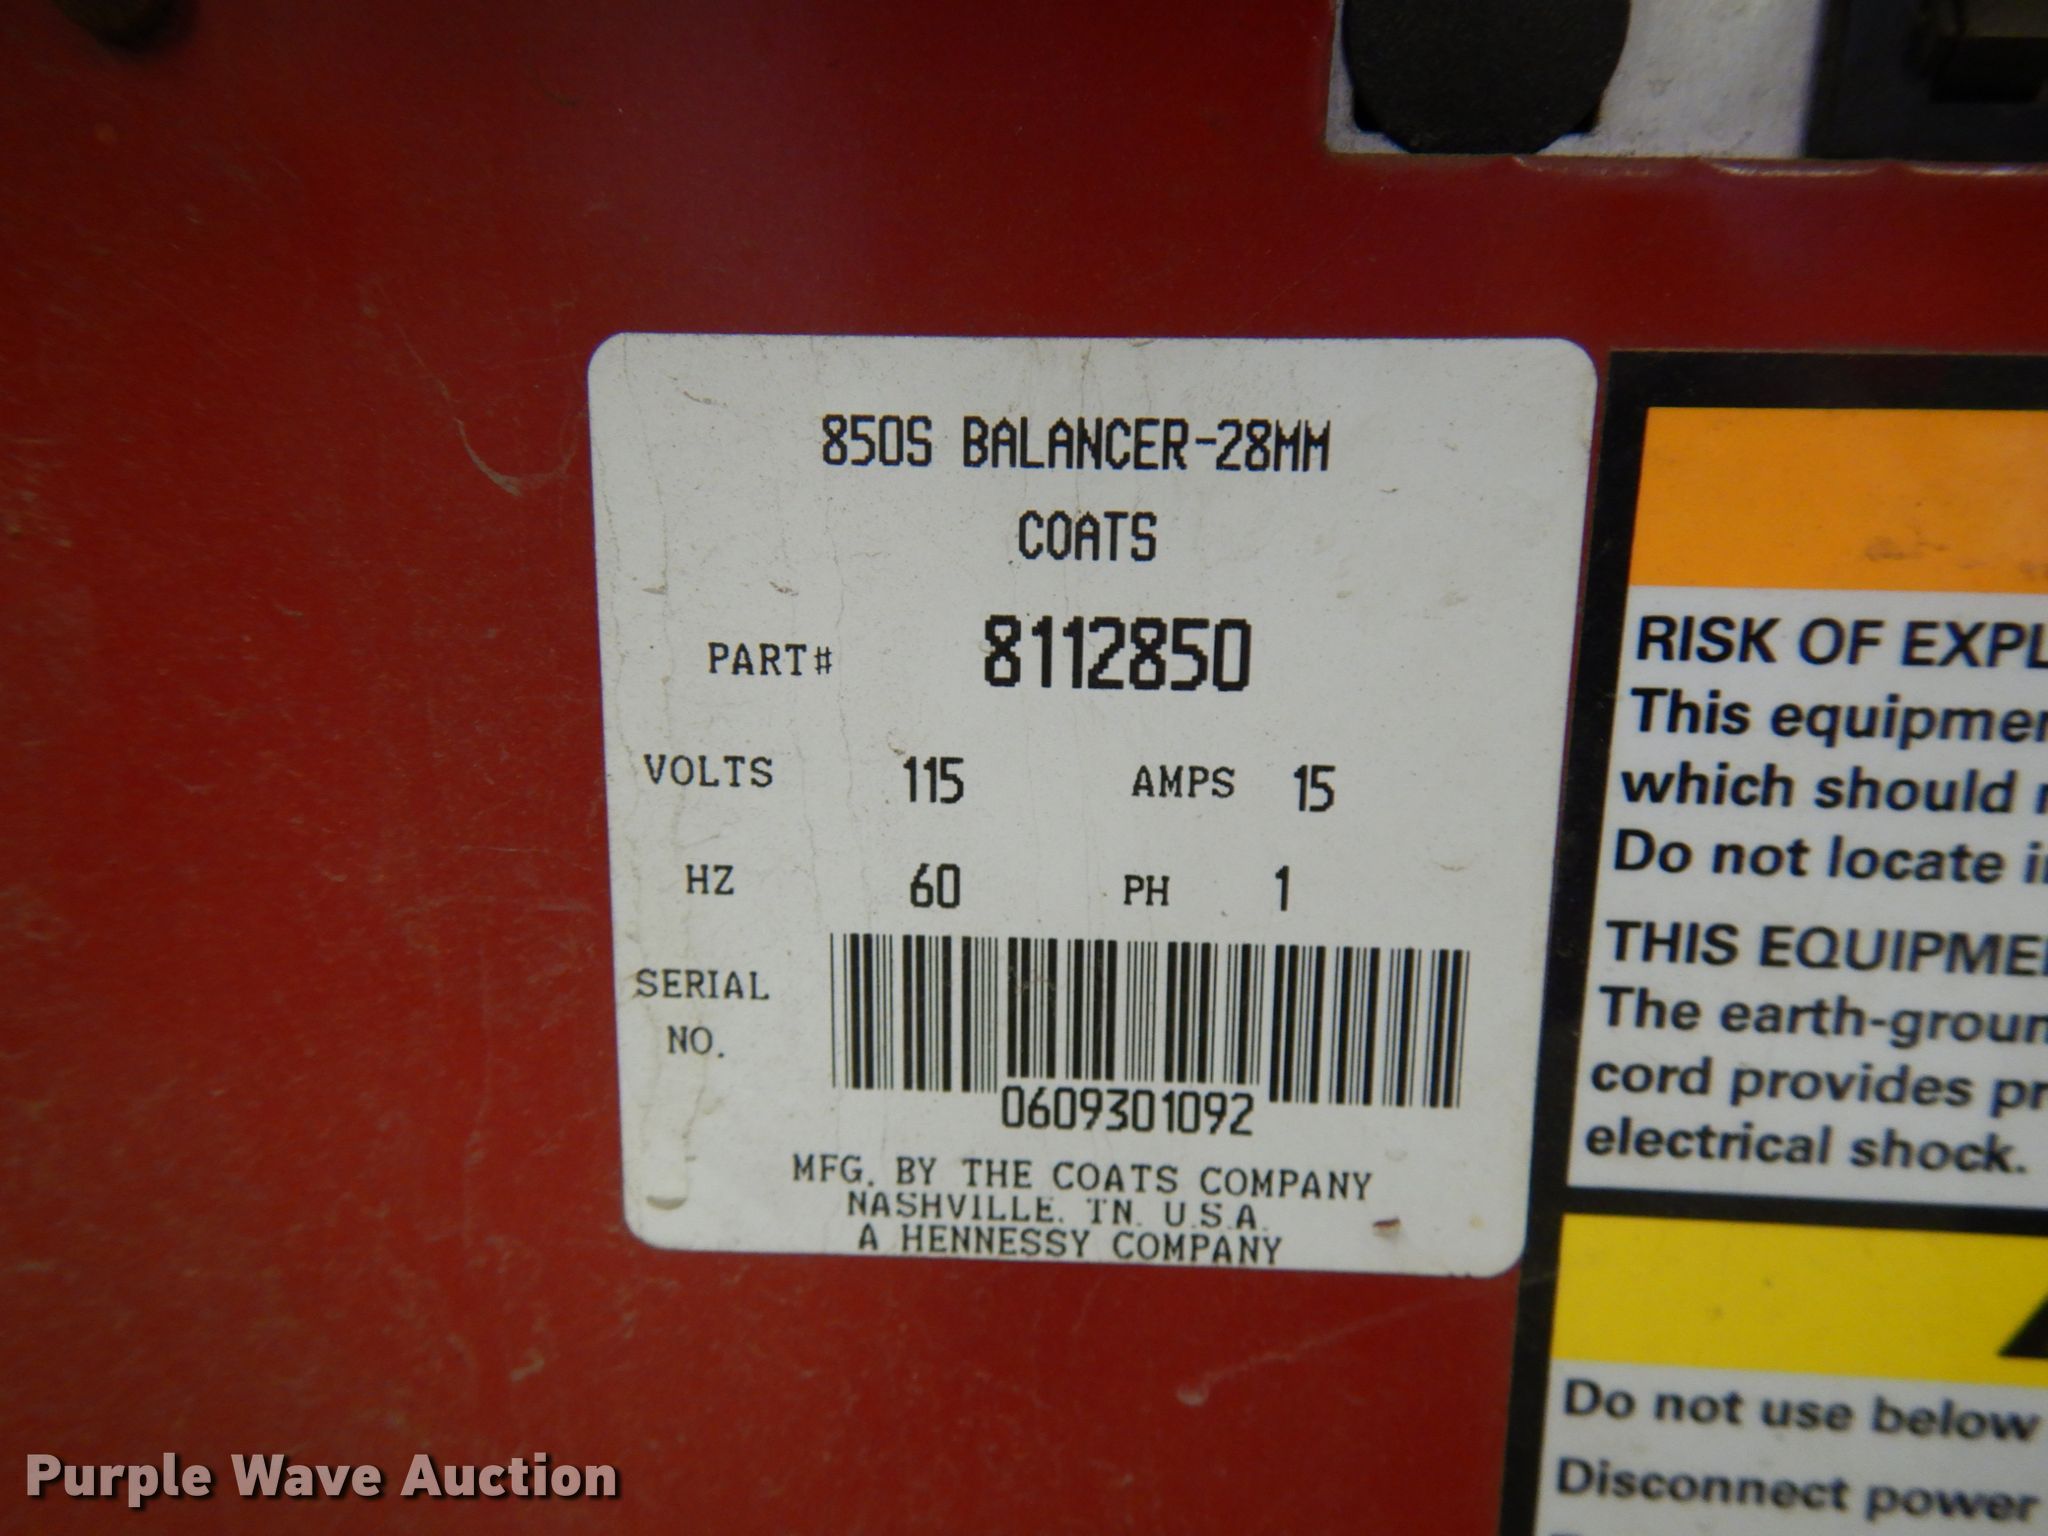 850S BALANCER-28MM
COATS
PART# 8112850
VOLTS 115 AMPS 15
HZ 60 PH 1
SERIAL
NO.
0609301092
MFG. BY THE COATS COMPANY
NASHVILLE. TN. U.S.A.
A HENNESSY COMPANY
RISK OF EXPL
This equipmen
which should
Do not locate i
THIS EQUIPME
The earth-groun
cord provides pr
electrical shock.
Do not use below
Disconnect power
Purple Wave Auction